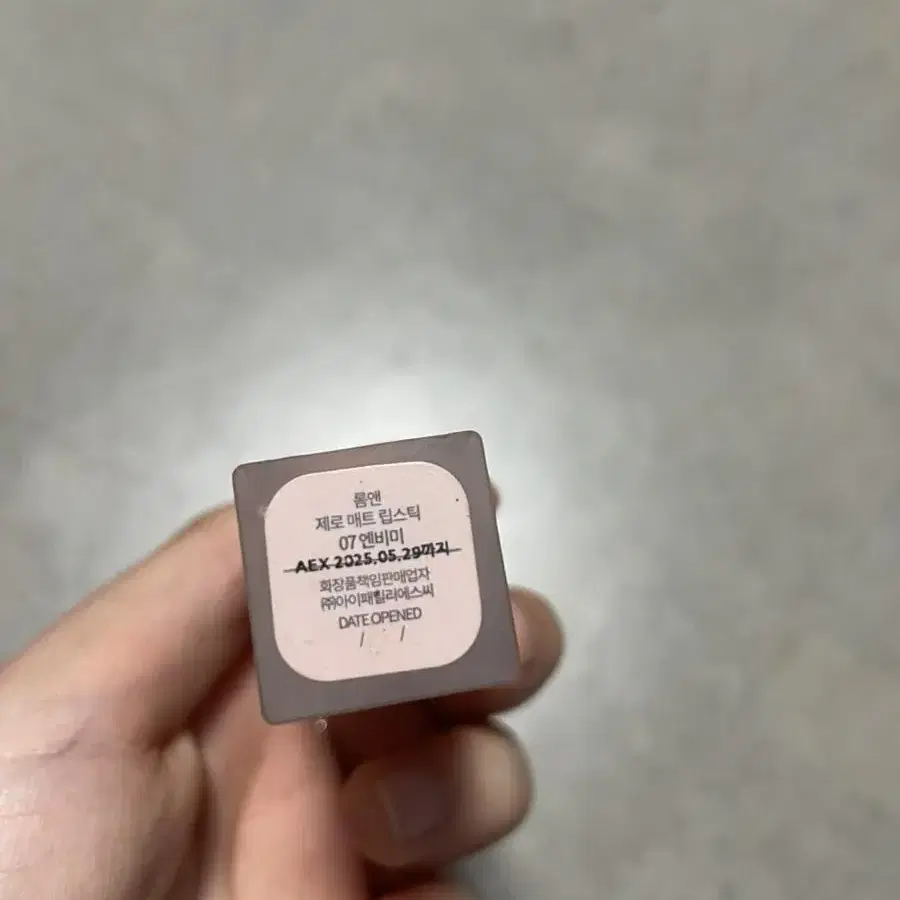 롬앤
제로 매트 립스틱
07 엔비미
AEX 2025.05.29까지
화장품책임판매업자
㈜아이패밀리에스씨
DATE OPENED
/ /